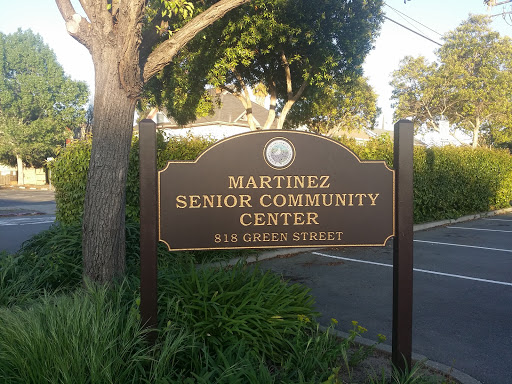 MARTINEZ
SENIOR COMMUNITY
CENTER
818 GREEN STREET